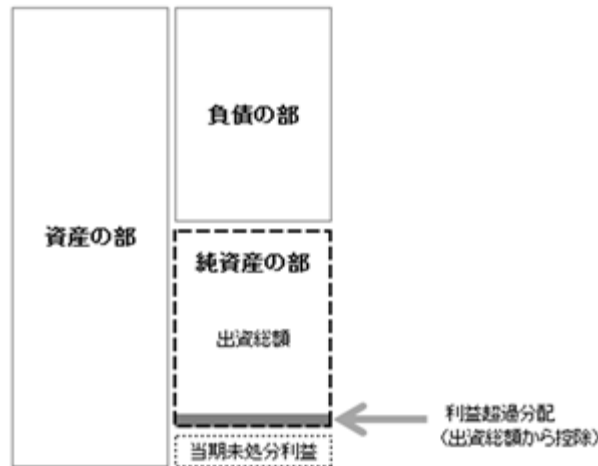 負債の部
資産の部
純資産の部
出資総額
利益超過分配
（出資総額から控除）
当期未処分利益